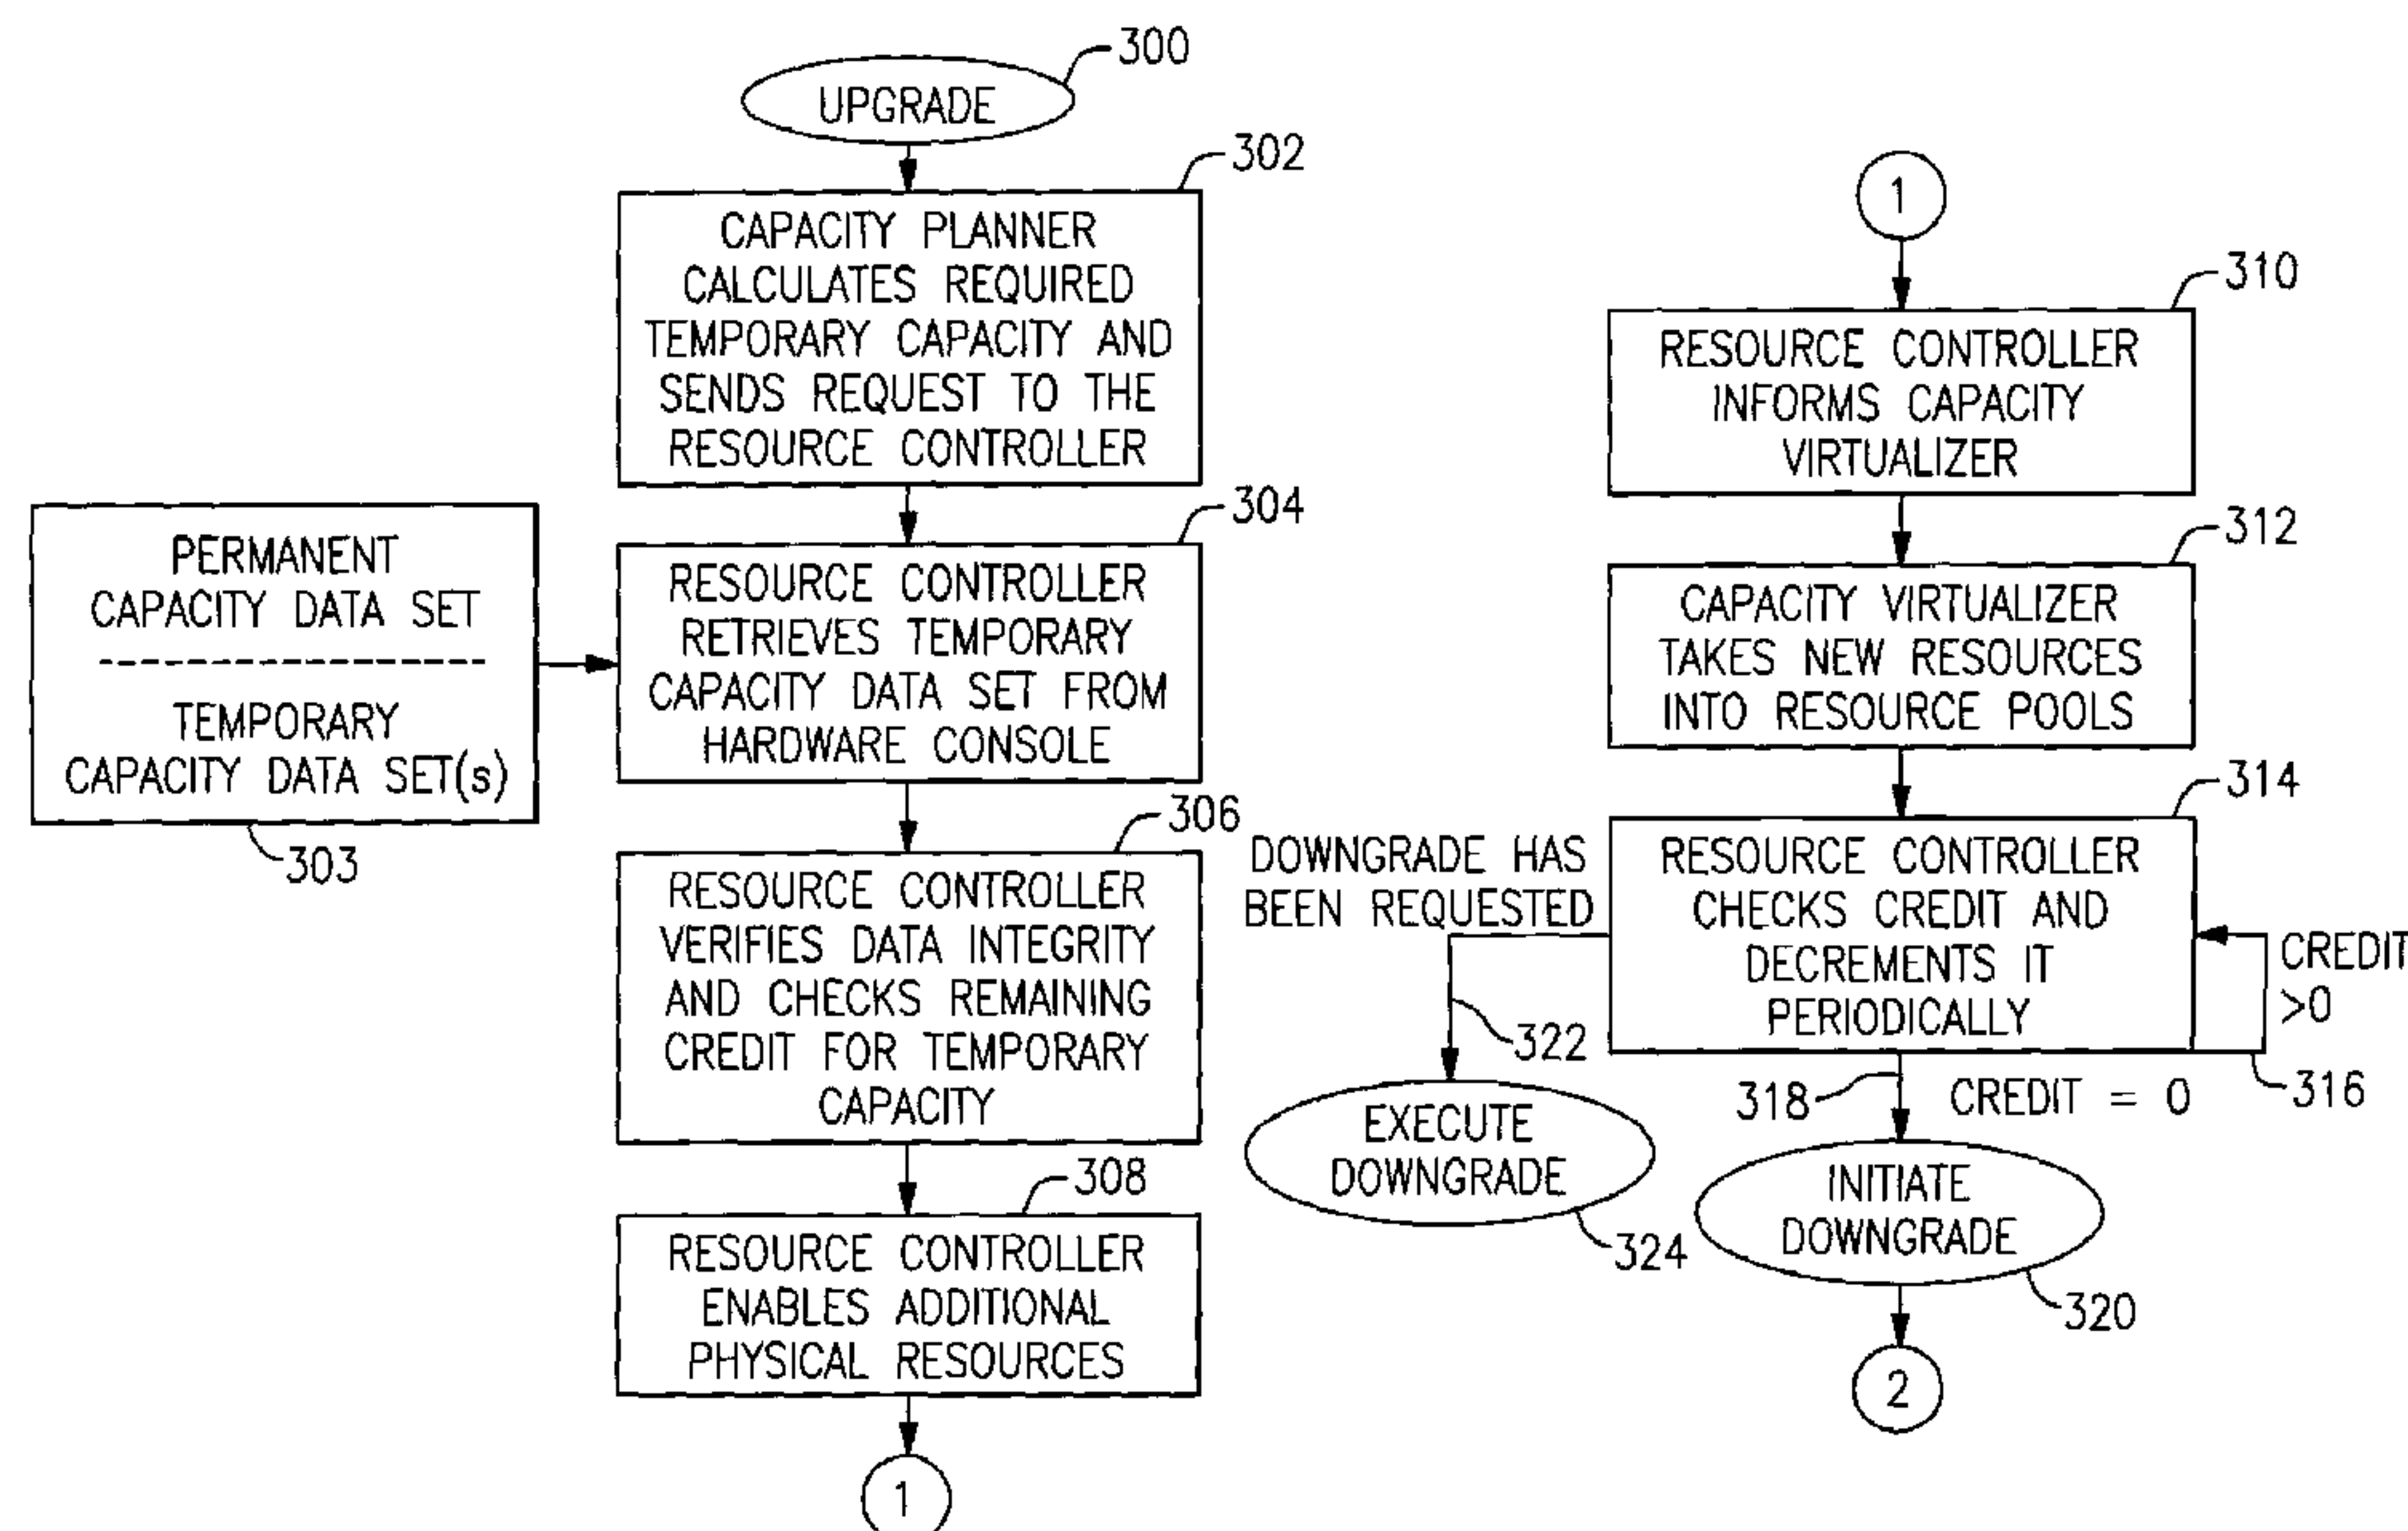 300
UPGRADE
302
CAPACITY PLANNER
CALCULATES REQUIRED
TEMPORARY CAPACITY AND
SENDS REQUEST TO THE
RESOURCE CONTROLLER
PERMANENT
CAPACITY DATA SET
TEMPORARY
CAPACITY DATA SET(s)
303
304
RESOURCE CONTROLLER
RETRIEVES TEMPORARY
CAPACITY DATA SET FROM
HARDWARE CONSOLE
306
RESOURCE CONTROLLER
VERIFIES DATA INTEGRITY
AND CHECKS REMAINING
CREDIT FOR TEMPORARY
CAPACITY
308
RESOURCE CONTROLLER
ENABLES ADDITIONAL
PHYSICAL RESOURCES
1
1
310
RESOURCE CONTROLLER
INFORMS CAPACITY
VIRTUALIZER
312
CAPACITY VIRTUALIZER
TAKES NEW RESOURCES
INTO RESOURCE POOLS
314
RESOURCE CONTROLLER
CHECKS CREDIT AND
DECREMENTS IT
PERIODICALLY
CREDIT
>0
316
DOWNGRADE HAS
BEEN REQUESTED
322
EXECUTE
DOWNGRADE
324
318
CREDIT = 0
INITIATE
DOWNGRADE
320
2